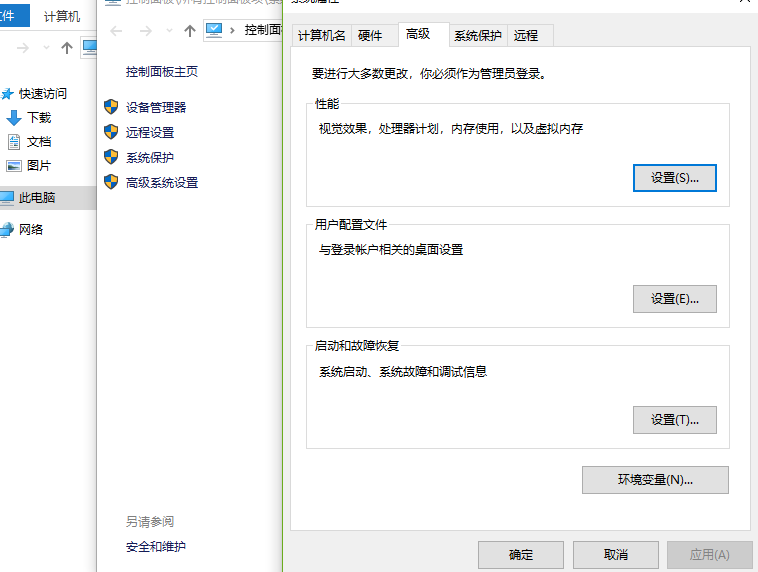 文件
计算机
快速访问
下载
文档
图片
此电脑
网络
控制面
控制面板主页
设备管理器
远程设置
系统保护
高级系统设置
另请参阅
安全和维护
计算机名
硬件
高级
系统保护
远程
要进行大多数更改，你必须作为管理员登录。
性能
视觉效果，处理器计划，内存使用，以及虚拟内存
设置(S)...
用户配置文件
与登录帐户相关的桌面设置
设置(E)...
启动和故障恢复
系统启动、系统故障和调试信息
设置(T)...
环境变量(N)...
确定
取消
应用(A)